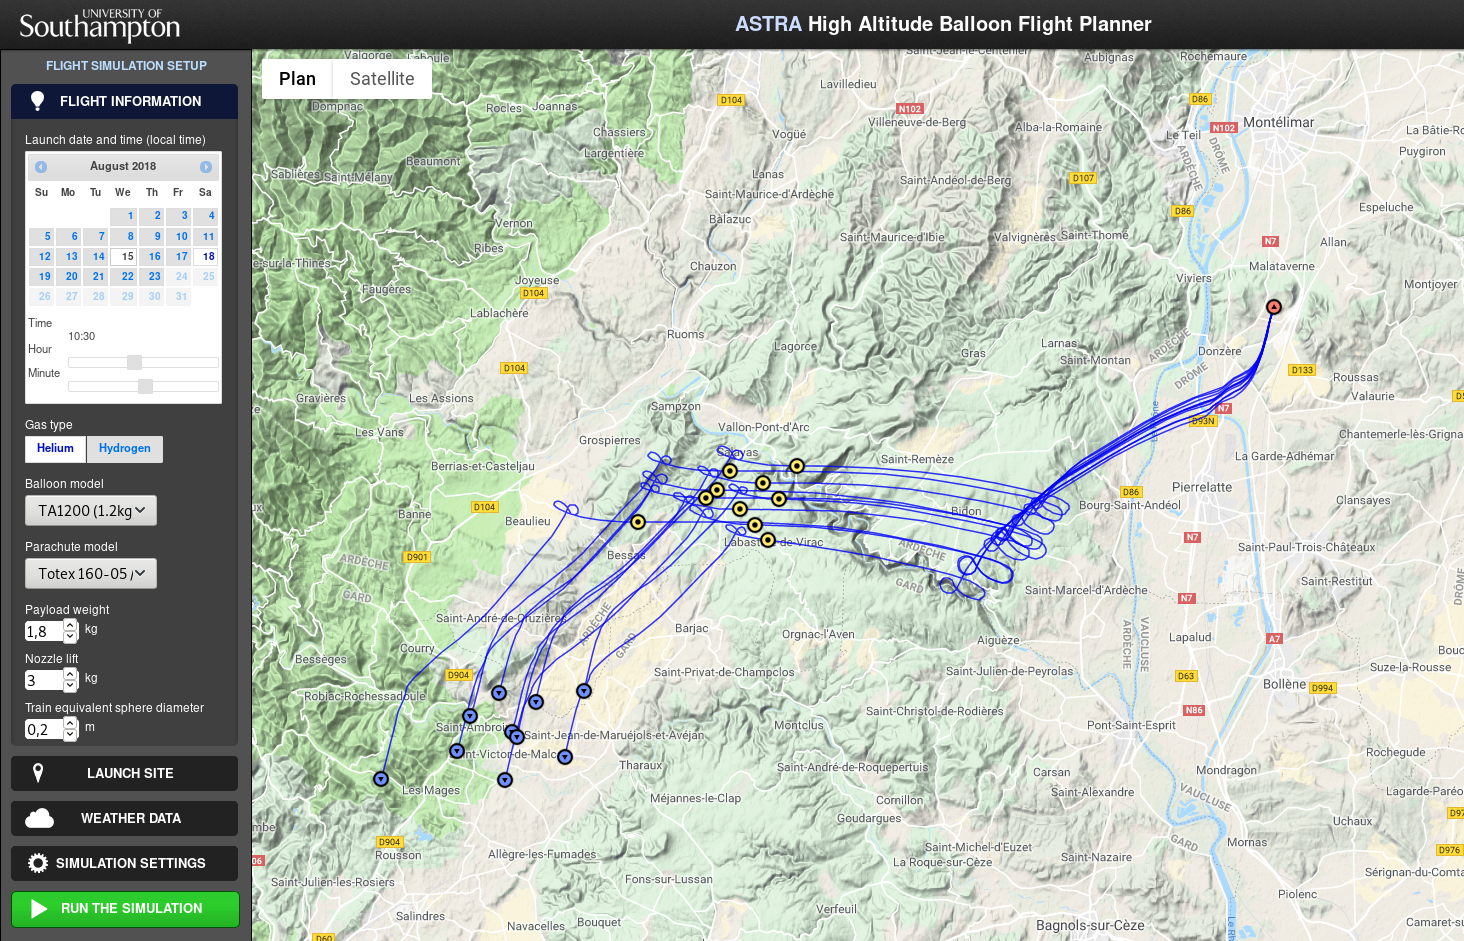 UNIVERSITY OF
Southampton
ASTRA High Altitude Balloon Flight Planner
FLIGHT SIMULATION SETUP
FLIGHT INFORMATION
Launch date and time (local time)
August 2018
Su Mo Tu We Th Fr Sa
1 2 3 4
5 6 7 8 9 10 11
12 13 14 15 16 17 18
19 20 21 22 23 24 25
26 27 28 29 30 31
Time
10:30
Hour
Minute
Gas type
Helium Hydrogen
Balloon model
TA1200 (1.2kg
Parachute model
Totex 160-05
Payload weight
1,8 kg
Nozzle lift
3 kg
Train equivalent sphere diameter
0,2 m
LAUNCH SITE
WEATHER DATA
SIMULATION SETTINGS
RUN THE SIMULATION
Plan Satellite
Valgorge
Laboule
Saint-Jean-le-Centenier
Aubignas
Rochemaure
Dompnac
Rocles
Joannas
D104
Lavilledieu
N102
D86
Villeneuve-de-Berg
Montélimar
Chassiers
Vogüé
Alba-la-Romaine
Le Teil
N102
La Bâtie-Ro
Largentière
Puygiron
Beaumont
Sablières
Saint-Mélany
Lanas
Saint-Andéol-de-Berg
D107
DRÔME
ARDÈCHE
Saint-Maurice-d'Ardèche
Balazuc
D86
Espeluche
Vernon
Saint-Maurice-d'Ibie
Valvignères
Saint-Thomé
N7
Allan
Ribes
e-sur-la-Thines
Chauzon
Malataverne
Joyeuse
Viviers
Montjoyer
Faugères
D104
Lablachère
Ruoms
Lagorce
Gras
Larnas
Saint-Montan
ARDÈCHE
Donzère
D104
DRÔME
D133
Roussas
Gravières
Les Assions
Valaurie
Sampzon
N7
D93N
Les Vans
Vallon-Pont-d'Arc
Chantemerle-lès-Grigna
Grospierres
Salavas
Saint-Remèze
La Garde-Adhémar
Berrias-et-Casteljau
D86
Pierrelatte
Banne
D104
Bidon
Bourg-Saint-Andéol
Clansayes
Beaulieu
N7
Labastide-de-Virac
Saint-Paul-Trois-Châteaux
D901
Bessas
ARDÈCHE
ARDÈCHE
GARD
GARD
Saint-Restitut
Saint-Marcel-d'Ardèche
N7
DRÔME
Saint-André-de-Cruzières
ARDÈCHE
GARD
Barjac
Orgnac-l'Aven
Aiguèze
ARDÈCHE
VAUCLUSE
Lapalud
A7
Courry
Bessèges
Saint-Privat-de-Champclos
Saint-Julien-de-Peyrolas
Suze-la-Rousse
D904
D63
Bollène
D994
Robiac-Rochessadoule
Saint-Christol-de-Rodières
N86
Saint-Ambroix
Saint-Jean-de-Maruéjols-et-Avéjan
Montclus
Pont-Saint-Esprit
Saint-Victor-de-Malcap
Tharaux
Saint-André-de-Roquepertuis
Carsan
Mondragon
Rochegude
Les Mages
Méjannes-le-Clap
Cornillon
Saint-Alexandre
VAUCLUSE
Lagarde-Paréo
Goudargues
Uchaux
D904
GARD
Mornas
Rousson
Allègre-les-Fumades
Saint-Michel-d'Euzet
La Roque-sur-Cèze
Saint-Nazaire
D976
Saint-Julien-les-Rosiers
Fons-sur-Lussan
Sérignan-du-Comta
Piolenc
Salindres
Verfeuil
Navacelles
Bouquet
Bagnols-sur-Cèze
Camaret-su
D60